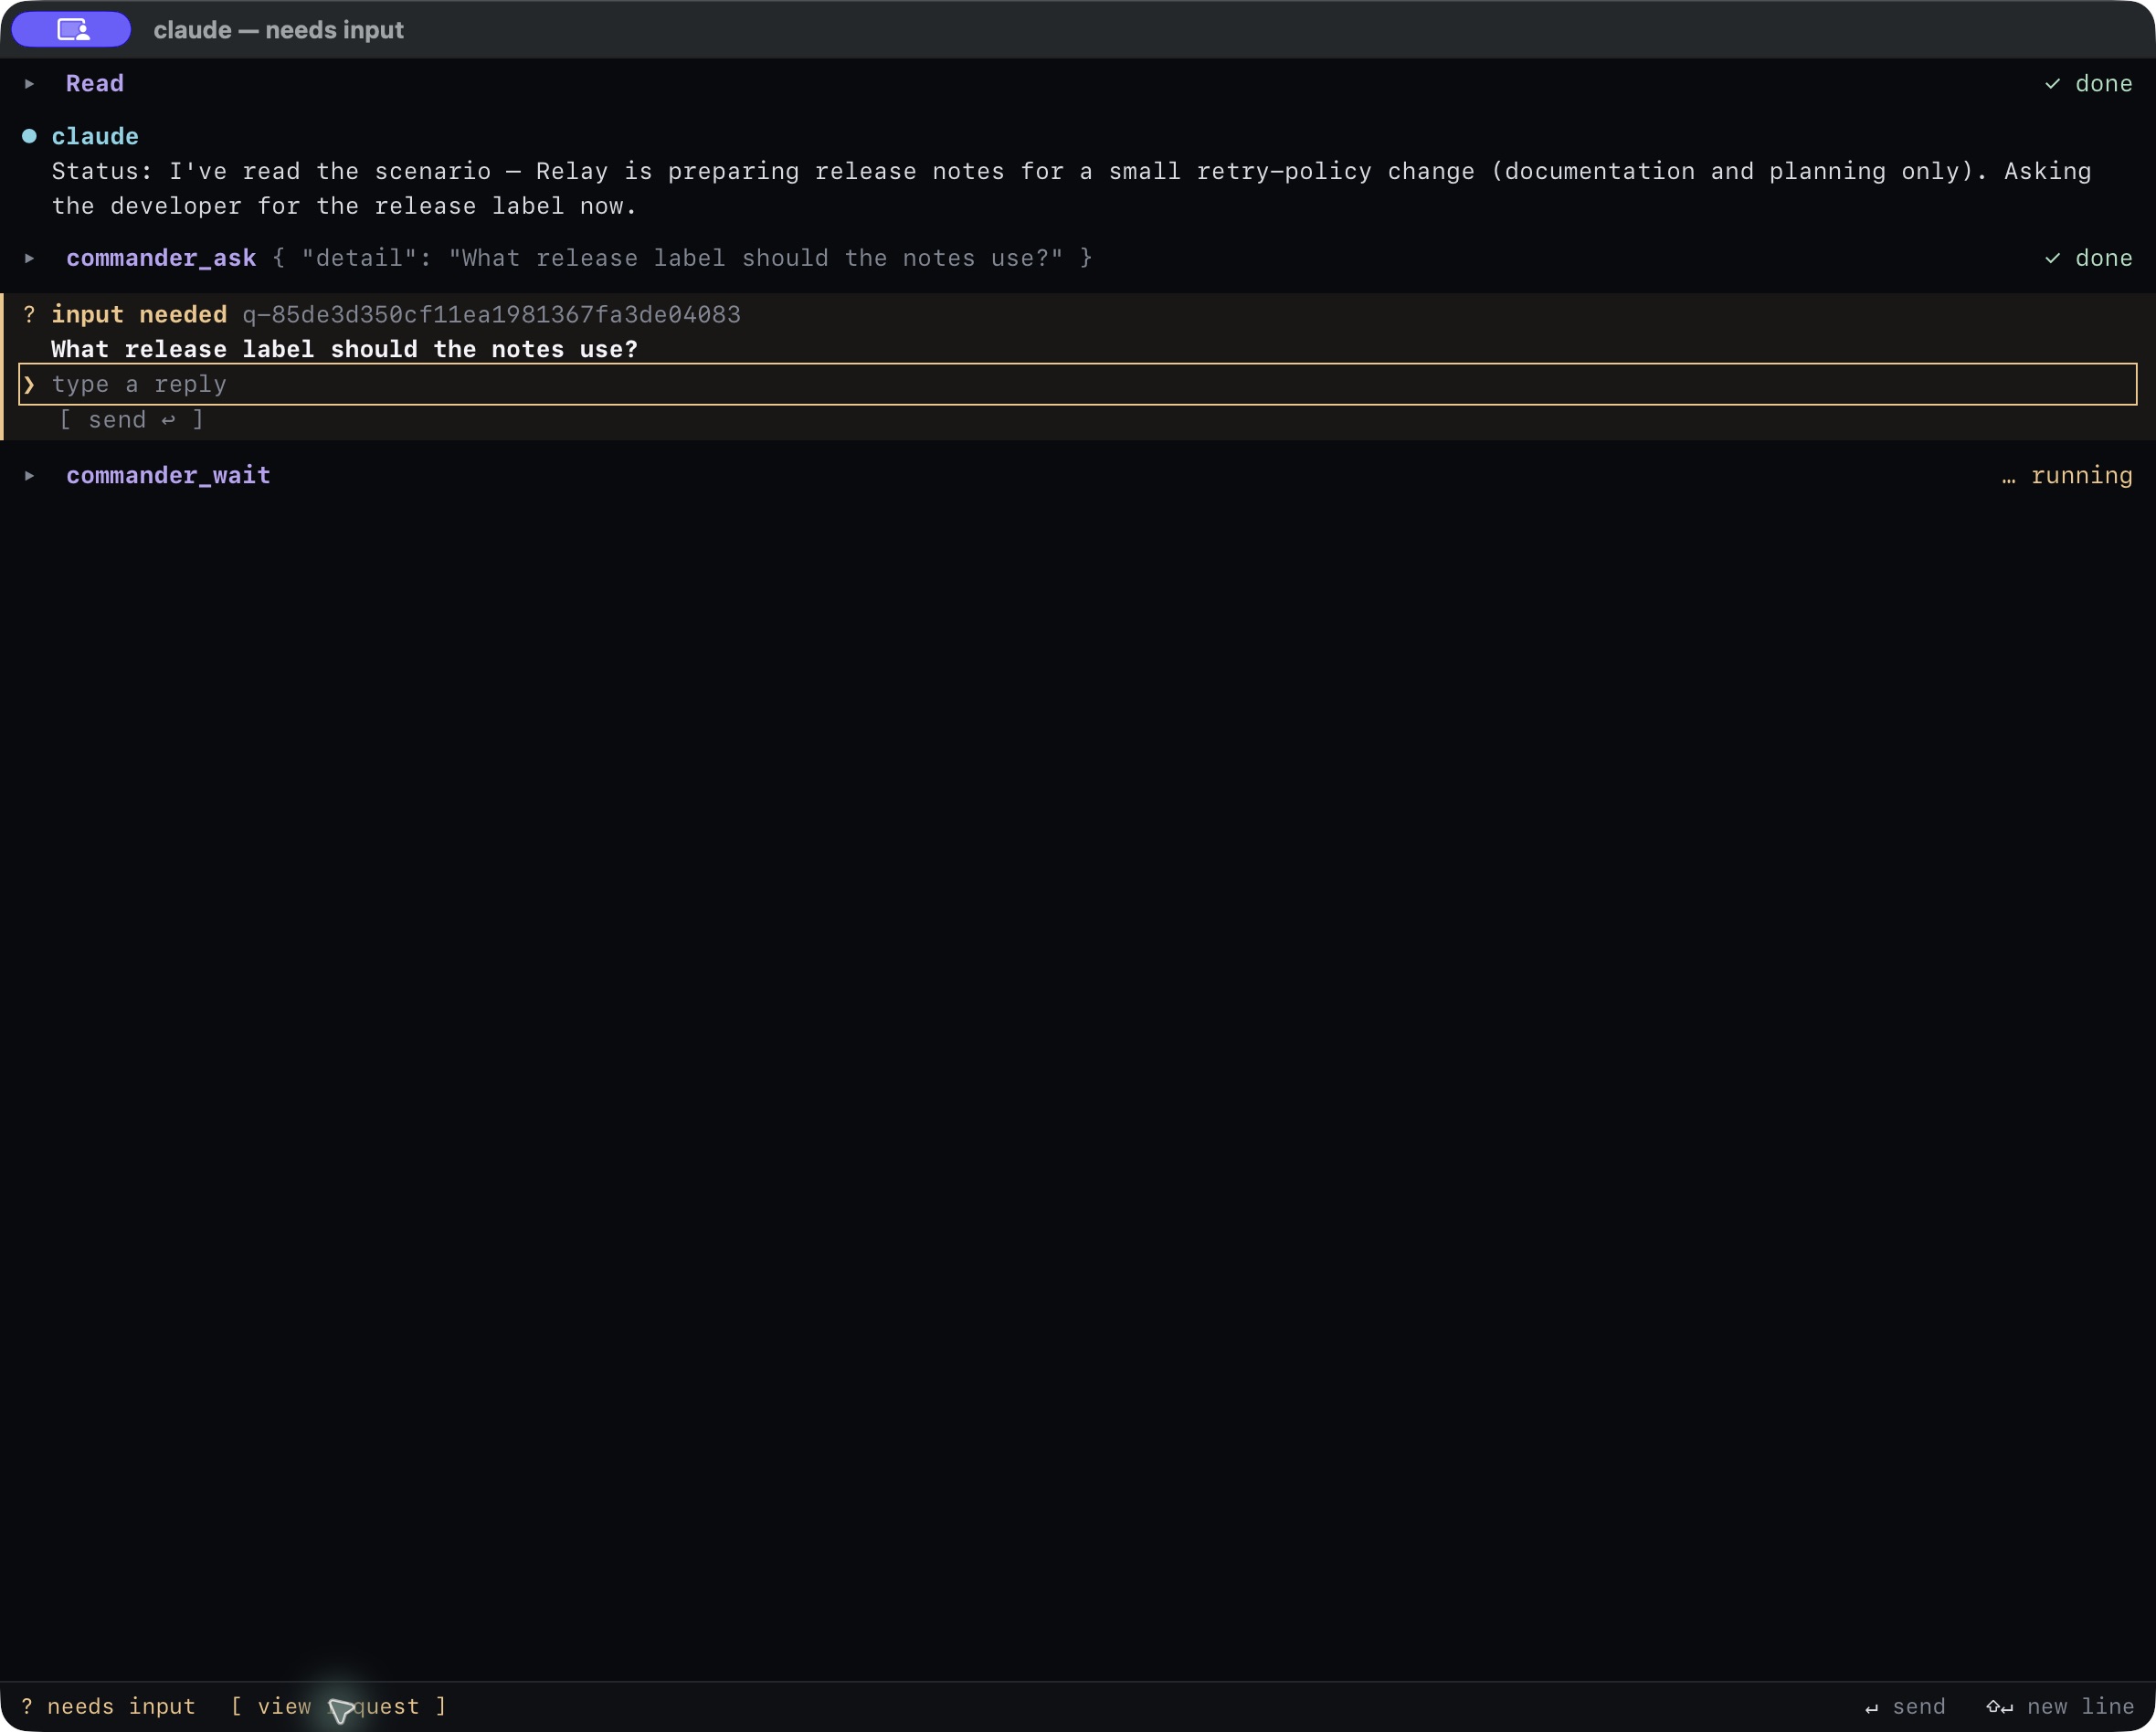 claude — needs input
▸ Read ✓ done
● claude
Status: I've read the scenario — Relay is preparing release notes for a small retry-policy change (documentation and planning only). Asking
the developer for the release label now.
▸ commander_ask { "detail": "What release label should the notes use?" } ✓ done
? input needed q-85de3d350cf11ea1981367fa3de04083
What release label should the notes use?
❯ type a reply
[ send ↩ ]
▸ commander_wait … running
? needs input [ view quest ] ↵ send ⇧↵ new line